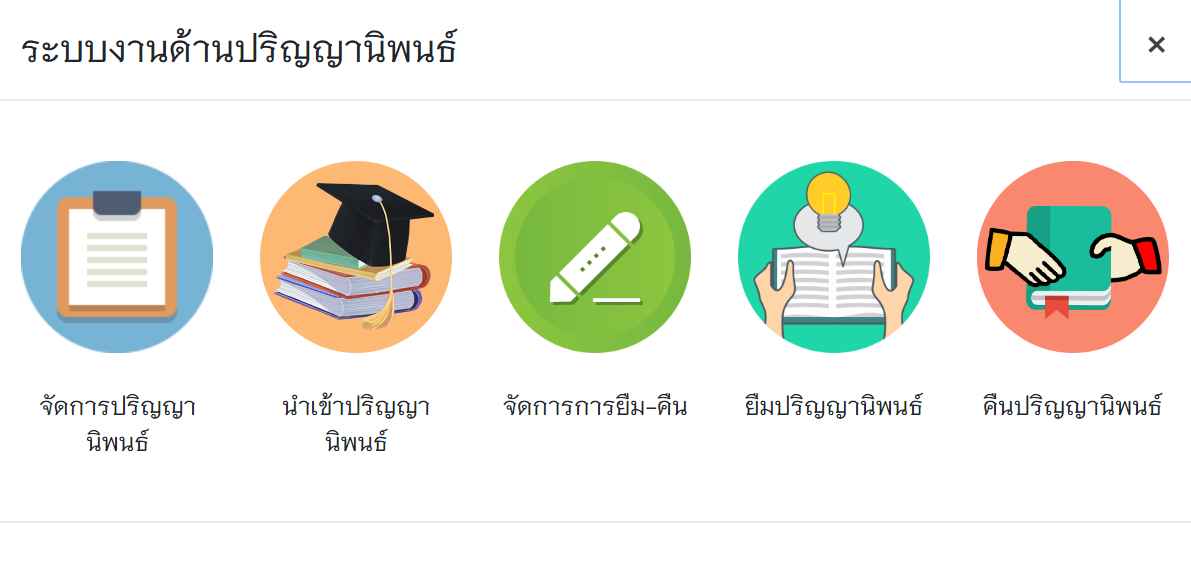 ระบบงานด้านปริญญานิพนธ์
×
จัดการปริญญา
นิพนธ์
นำเข้าปริญญา
นิพนธ์
จัดการการยืม-คืน
ยืมปริญญานิพนธ์
คืนปริญญานิพนธ์